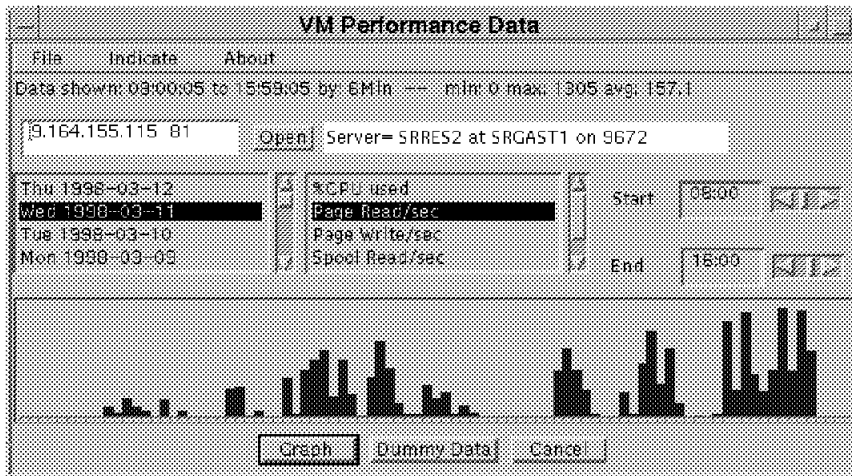 VM Performance Data
File Indicate About
Data shown: 08:00:05 to 15:59:05 by: 6Min -- min: 0 max: 1305 avg: 157.1
9.164.155.115 81 Open Server= SRRES2 at SRGAST1 on 9672
Thu 1998-03-12
Wed 1998-03-11
Tue 1998-03-10
Mon 1998-03-09
%CPU used
Page Read/sec
Page Write/sec
Spool Read/sec
Start 08:00
End 16:00
Graph Dummy Data Cancel